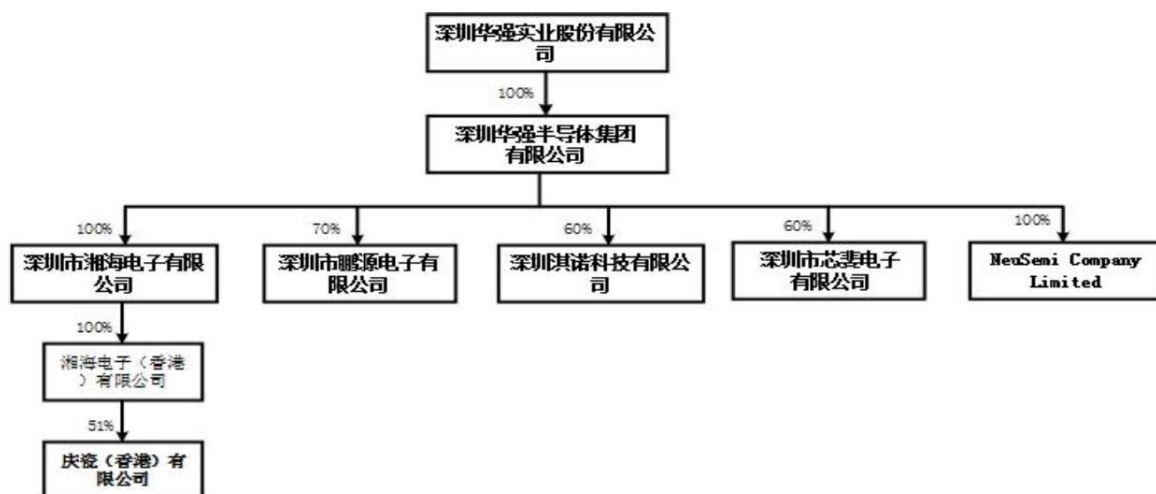 深圳华强实业股份有限公
司
100%
深圳华强半导体集团
有限公司
100%
70%
60%
60%
100%
深圳市湘海电子有限
公司
深圳市鹏源电子有
限公司
深圳淇诺科技有限公
司
深圳市芯斐电子
有限公司
NeuSemi Company
Limited
100%
湘海电子（香港
）有限公司
51%
庆瓷（香港）有
限公司